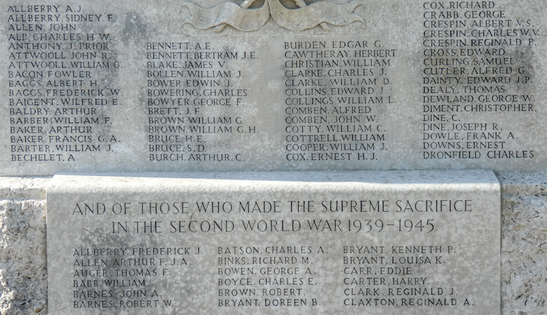 ALLBERRY A.J.
ALLBERRY, SIDNEY F.
ALLEN, JOHN
ALP, CHARLES H.W.
ANTHONY, J. PRIOR
ATTWOOLL, JOHN R.
ATTWOOLL, WILLIAM G.
BACON FOWLER
BAGGS, ALBERT H.
BAGGS, FREDERICK W.
BAIGENT, WILFRED E.
BALDRY, ARTHUR
BARBER, WILLIAM F.
BAKER, ARTHUR
BAKER, FRANCIS G.A.
BARTER, WILLIAM J.
BECHELET, A.
BENNETT, A.E.
BENNETT, BERTRAM J.E.
BLAKE, JAMES V.
BOLLEN, WILLIAM J.
BOWER, EDWIN J.
BOWERING, CHARLES
BOWYER, GEORGE F.
BRETT, J.F.
BROWN, WILLIAM G.
BROWN, WILLIAM G.H.
BRUCE, H.E.
BRUCE, S.D.
BURCH, ARTHUR, C.
BURDEN, EDGAR C.
CAWTHERAY, HERBERT
CHRISTIAN, WILLIAM
CLARKE, CHARLES J.
CLARKE, WILLIAM D.
COLLINS, EDWARD J.
COLLINGS, WILLIAM L.
COMBEN, ALFRED
COMBEN, JOHN W.
COTTY, WILLIAM C.
COTTRELL, WILLIAM
COOPER, WILLIAM J.
COX, ERNEST H.J.
COX, RICHARD
CRABB, GEORGE
CRESPIN, ALBERT V.S.
CRESPIN, CHARLES W.V.
CRESPIN, REGINALD P.
CROSS, EDWARD
CURLING, SAMUEL
CUTLER, ALFRED G.
DAINTY, EDWARD J.P.
DEALY, THOMAS
DEWLAND, GEORGE W.
DIMENT, CHRISTOPHER,
DINE, C.
DINE, JOSEPH R.
DOWLE, FRANK A.
DOWNS, ERNEST
DRONFIELD CHARLES
AND OF THOSE WHO MADE THE SUPREME SACRIFICE
IN THE SECOND WORLD WAR 1939-1945
ALLBERRY, FREDERICK J.
ALLEN, ARTHUR F.J.A.
AUGER, THOMAS F.
BABB, WILLIAM
BARNES, JOHN A.
BARNES, ROBERT W.
BATSON, CHARLES A.
BINKS, RICHARD M.
BOWEN, GEORGE A.
BOYCE, CHARLES E.
BROWN, ROBERT
BRYANT, DOREEN B.
BRYANT, KENNETH P.
BRYANT, LOUISA K.
CARR, EDDIE
CARTER, HARRY.
CLARK, REGINALD J.
CLAXTON, REGINALD A.